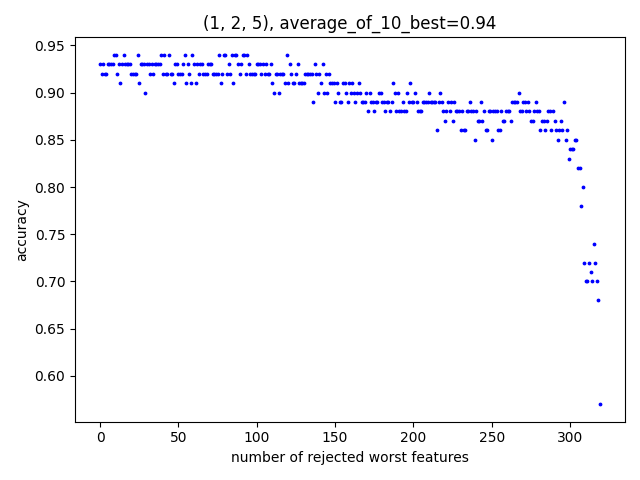 (1, 2, 5), average_of_10_best=0.94
0.95
0.90
0.85
0.80
0.75
0.70
0.65
0.60
accuracy
0 50 100 150 200 250 300
number of rejected worst features